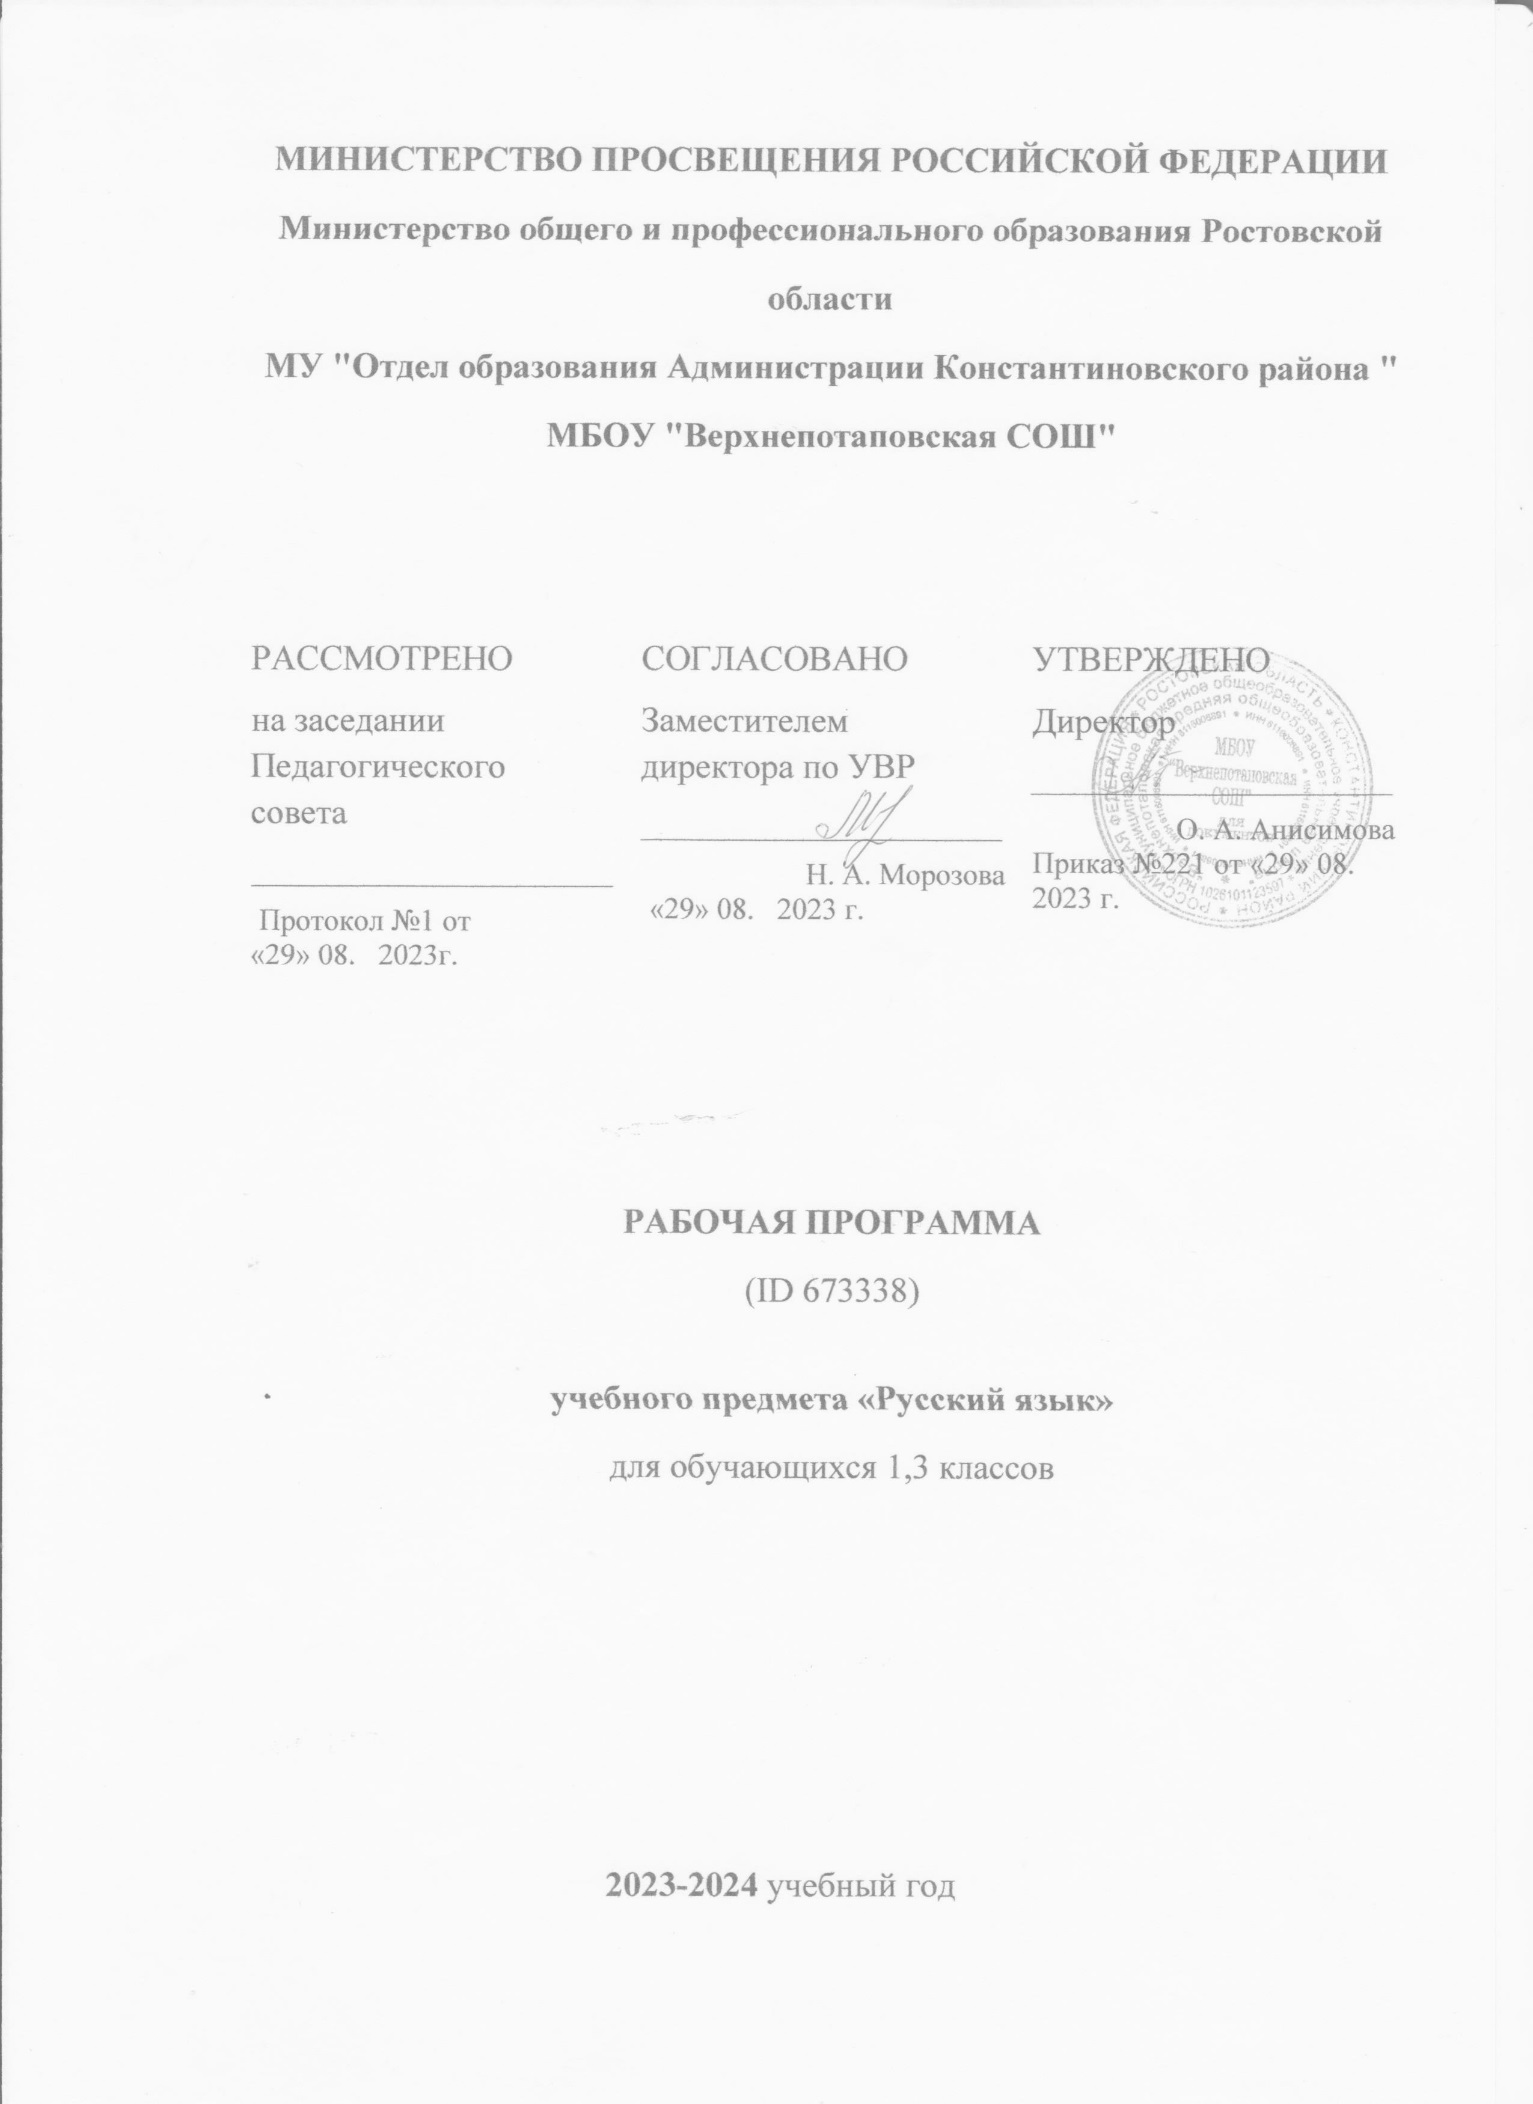 МИНИСТЕРСТВО ПРОСВЕЩЕНИЯ РОССИЙСКОЙ ФЕДЕРАЦИИ
Министерство общего и профессионального образования Ростовской
области
МУ "Отдел образования Администрации Константиновского района "
МБОУ "Верхнепотаповская СОШ"
РАССМОТРЕНО
на заседании
Педагогического
совета
Протокол №1 от
«29» 08. 2023г.
СОГЛАСОВАНО
Заместителем
директора по УВР
Н. А. Морозова
«29» 08. 2023 г.
УТВЕРЖДЕНО
Директор
О. А. Анисимова
Приказ №221 от «29» 08.
2023 г.
МБОУ
"Верхнепотаповская
СОШ"
для
документов
РАБОЧАЯ ПРОГРАММА
(ID 673338)
учебного предмета «Русский язык»
для обучающихся 1,3 классов
2023-2024 учебный год